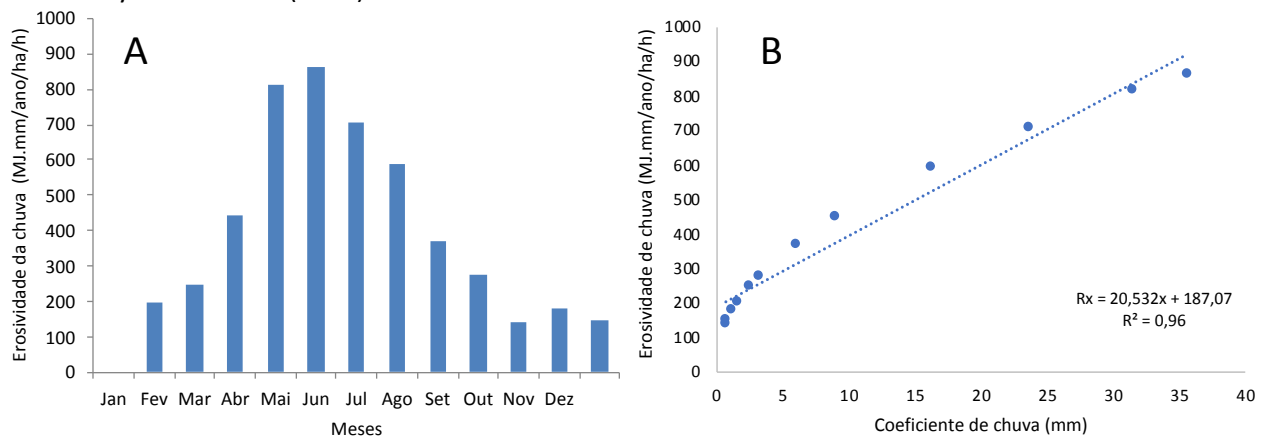 A
1000
900
800
700
600
500
400
300
200
100
0
Erosividade da chuva (MJ.mm/ano/ha/h)
Jan Fev Mar Abr Mai Jun Jul Ago Set Out Nov Dez
Meses
B
1000
900
800
700
600
500
400
300
200
100
0
Erosividade de chuva (MJ.mm/ano/ha/h)
Rx = 20,532x + 187,07
R² = 0,96
0 5 10 15 20 25 30 35 40
Coeficiente de chuva (mm)